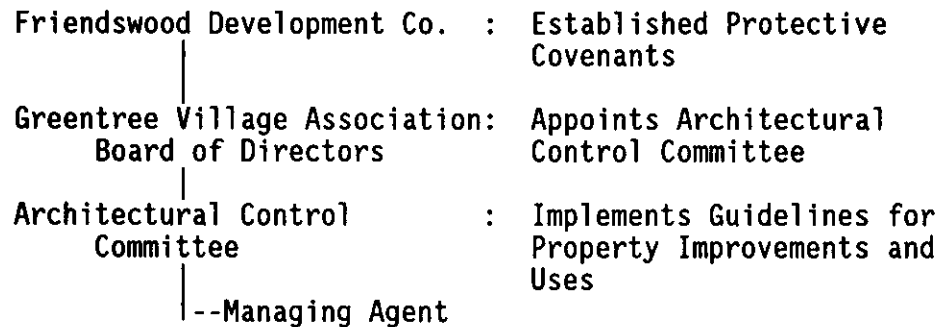 Friendswood Development Co. : Established Protective
Covenants
Greentree Village Association: Appoints Architectural
Board of Directors Control Committee
Architectural Control : Implements Guidelines for
Committee Property Improvements and
Uses
--Managing Agent